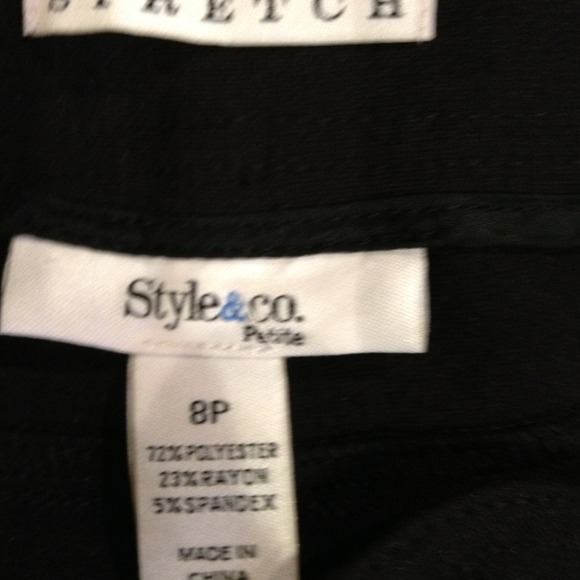 STRETCH
Style&co.
Petite
8P
72% POLYESTER
23% RAYON
5% SPANDEX
MADE IN
CHINA